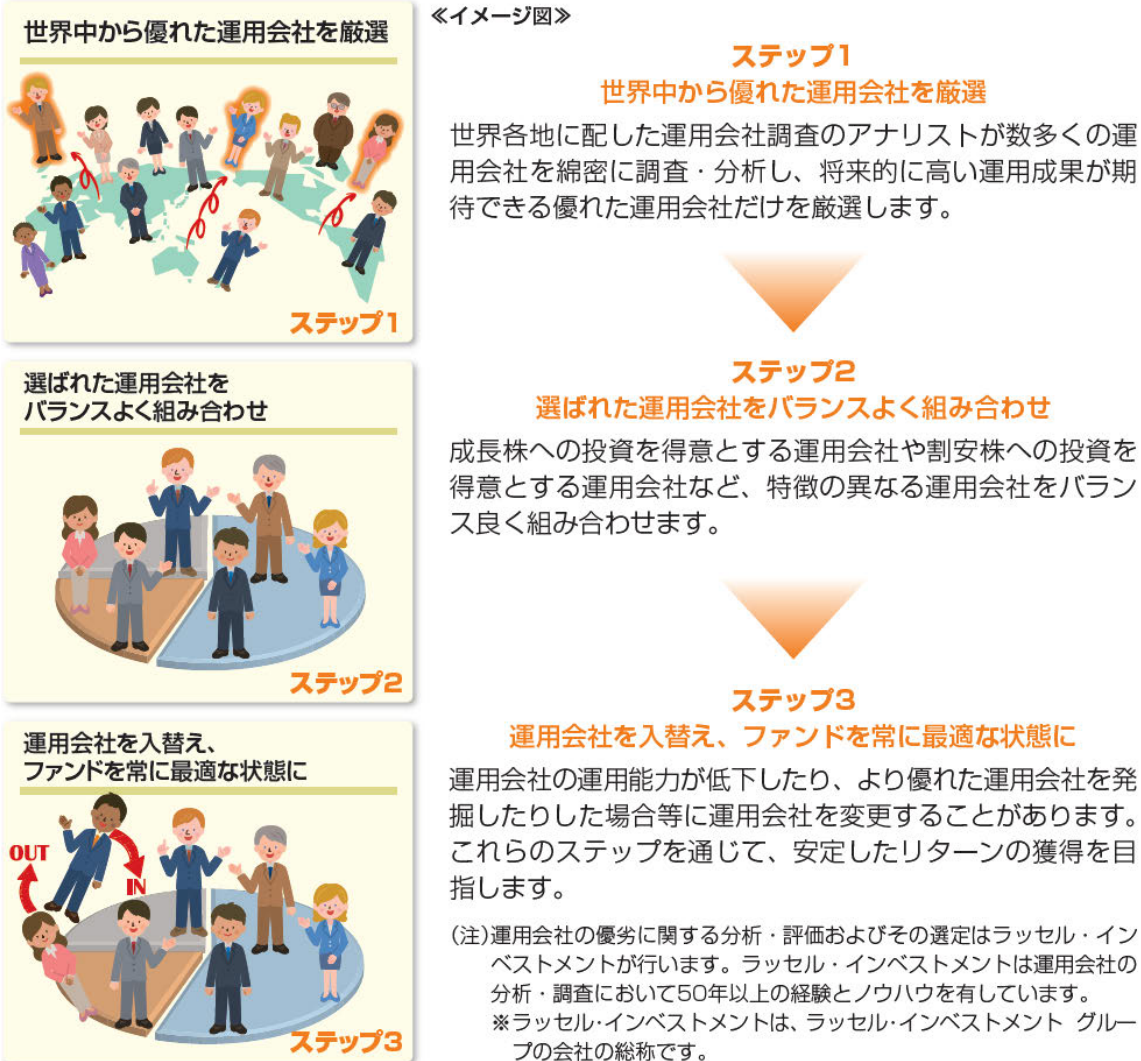 世界中から優れた運用会社を厳選
ステップ1
≪イメージ図≫
ステップ1
世界中から優れた運用会社を厳選
世界各地に配した運用会社調査のアナリストが数多くの運
用会社を綿密に調査・分析し、将来的に高い運用成果が期
待できる優れた運用会社だけを厳選します。
選ばれた運用会社を
バランスよく組み合わせ
ステップ2
ステップ2
選ばれた運用会社をバランスよく組み合わせ
成長株への投資を得意とする運用会社や割安株への投資を
得意とする運用会社など、特徴の異なる運用会社をバラン
ス良く組み合わせます。
運用会社を入替え、
ファンドを常に最適な状態に
OUT
IN
ステップ3
ステップ3
運用会社を入替え、ファンドを常に最適な状態に
運用会社の運用能力が低下したり、より優れた運用会社を発
掘したりした場合等に運用会社を変更することがあります。
これらのステップを通じて、安定したリターンの獲得を目
指します。
(注)運用会社の優劣に関する分析・評価およびその選定はラッセル・イン
ベストメントが行います。ラッセル・インベストメントは運用会社の
分析・調査において50年以上の経験とノウハウを有しています。
※ラッセル・インベストメントは、ラッセル・インベストメント グルー
プの会社の総称です。